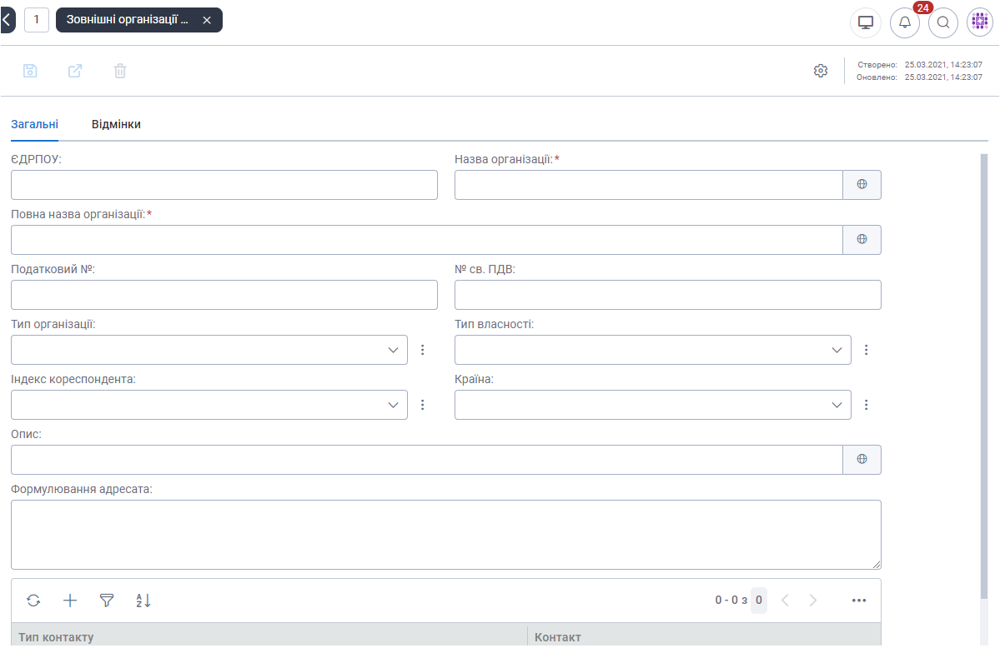 1
Зовнішні організації ...
24
Створено: 25.03.2021, 14:23:07
Оновлено: 25.03.2021, 14:23:07
Загальні
Відмінки
ЄДРПОУ:
Назва організації:*
Повна назва організації:*
Податковий №:
№ св. ПДВ:
Тип організації:
Тип власності:
Індекс кореспондента:
Країна:
Опис:
Формулювання адресата:
A
Z
0 - 0 з 0
Тип контакту
Контакт